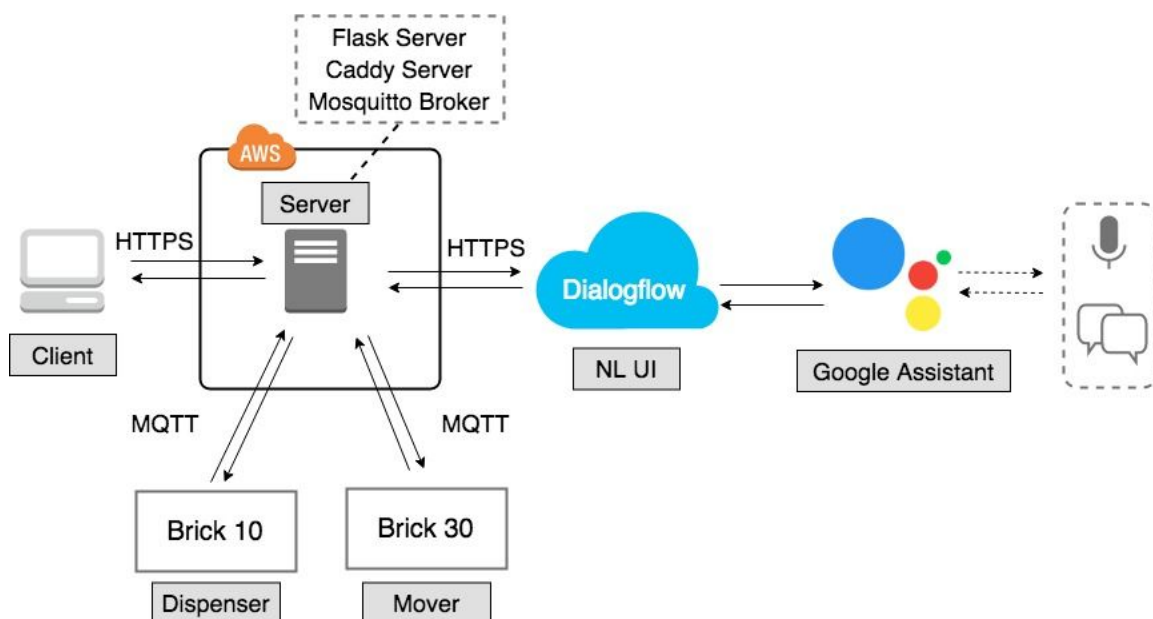 Flask Server
Caddy Server
Mosquitto Broker
AWS
Server
HTTPS
HTTPS
Dialogflow
Client
NL UI
Google Assistant
MQTT
MQTT
Brick 10
Brick 30
Dispenser
Mover